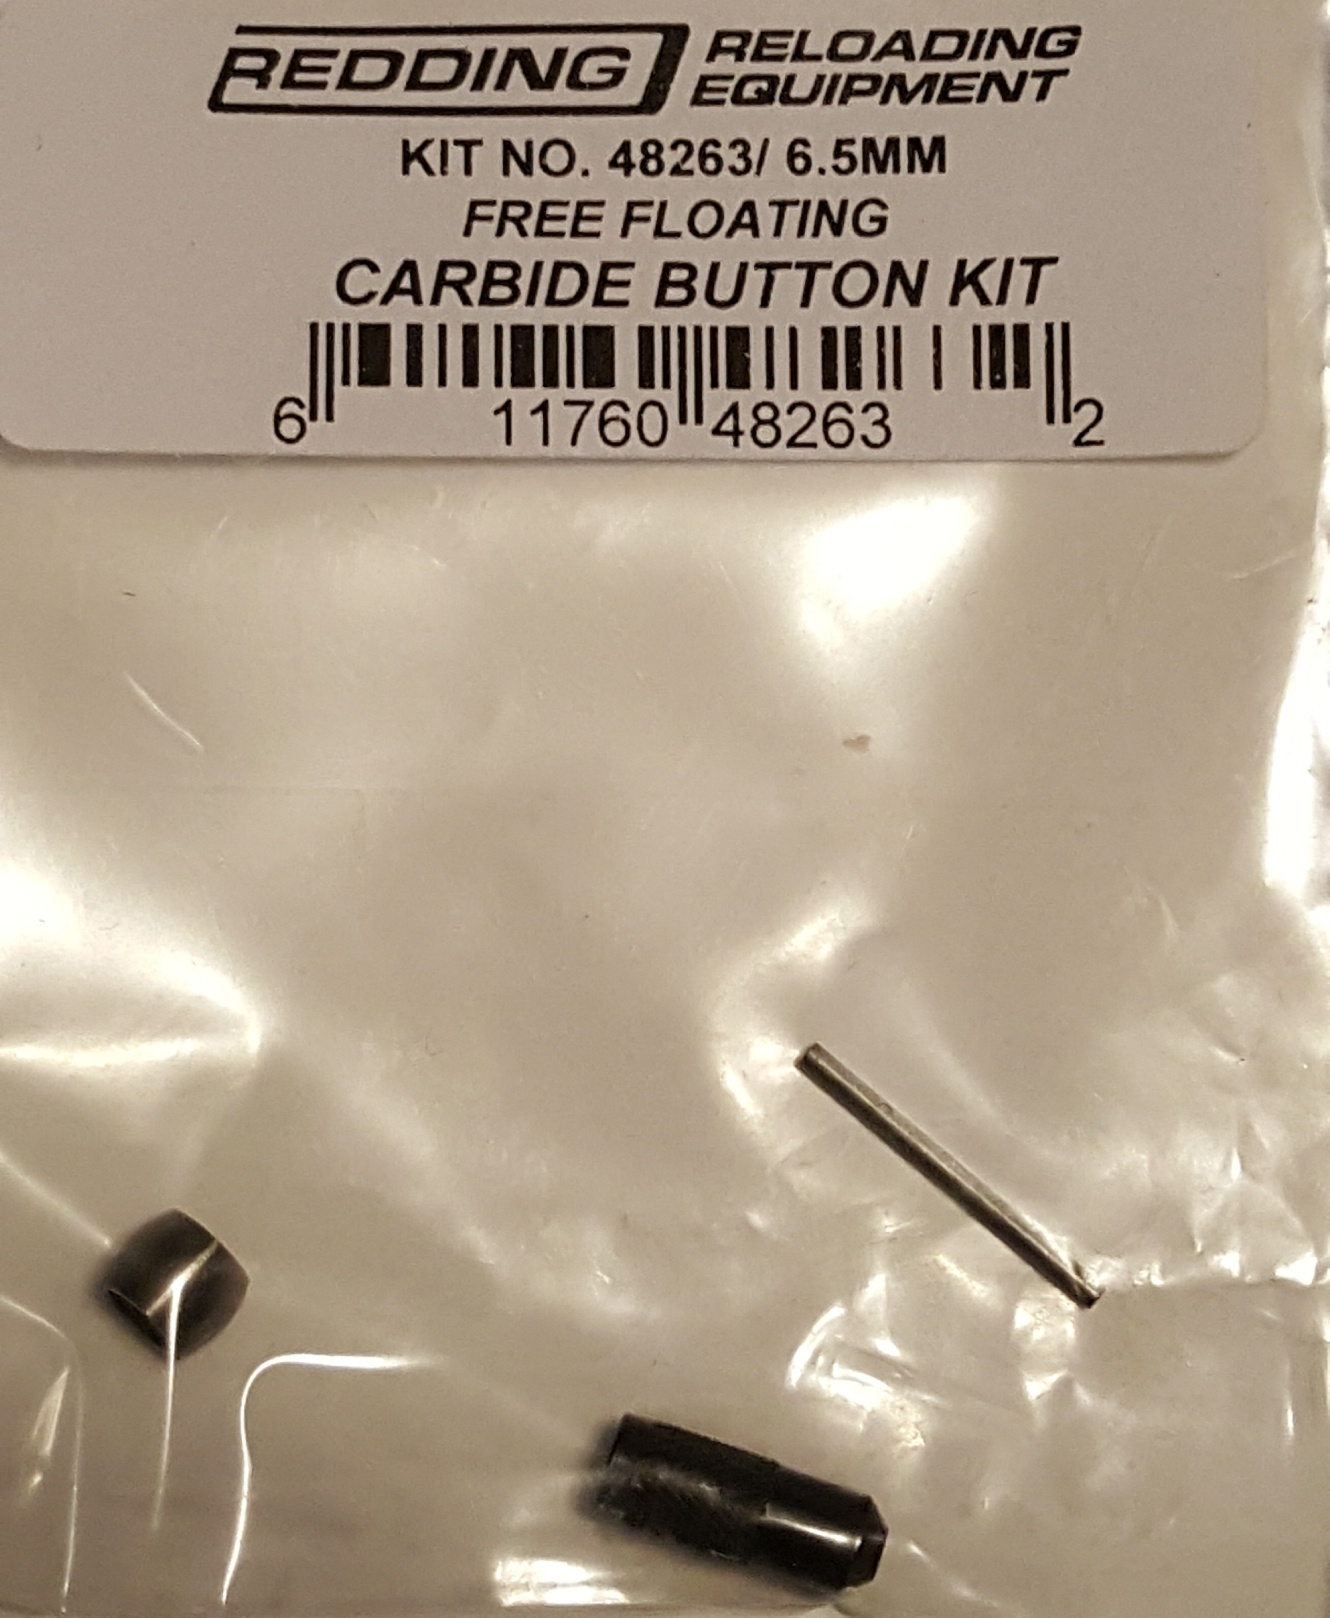 REDDING RELOADING
EQUIPMENT
KIT NO. 48263/ 6.5MM
FREE FLOATING
CARBIDE BUTTON KIT
6 11760 48263 2